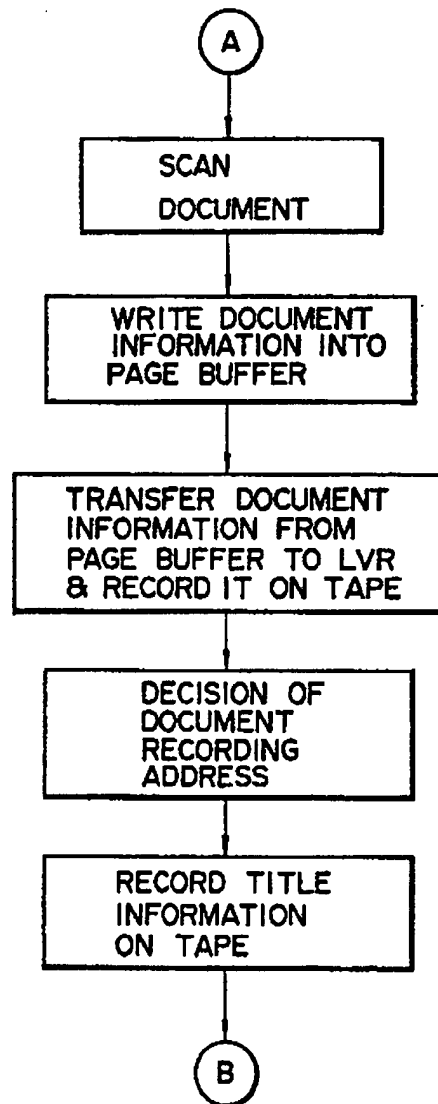 A
SCAN
DOCUMENT
WRITE DOCUMENT
INFORMATION INTO
PAGE BUFFER
TRANSFER DOCUMENT
INFORMATION FROM
PAGE BUFFER TO LVR
& RECORD IT ON TAPE
DECISION OF
DOCUMENT
RECORDING
ADDRESS
RECORD TITLE
INFORMATION
ON TAPE
B